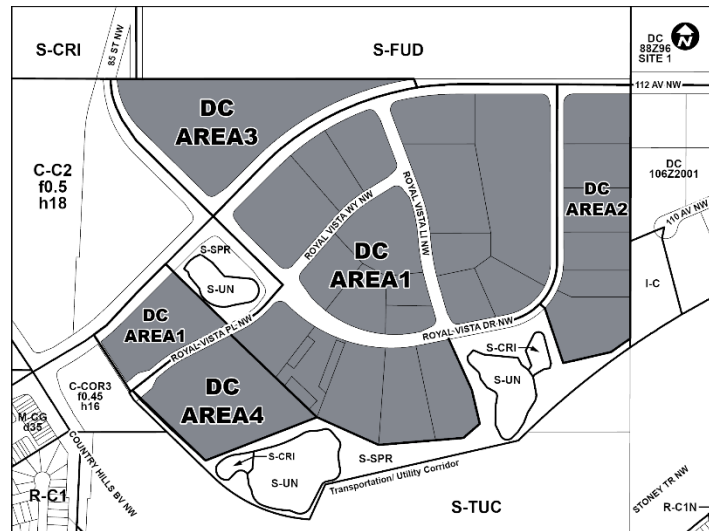 S-CRI
85 ST NW
S-FUD
DC
88Z96
SITE 1
N
112 AV NW
DC
AREA3
C-C2
f0.5
h18
DC
106Z2001
110 AV NW
DC
AREA2
ROYAL VISTA WY NW
ROYAL VISTA LI NW
DC
AREA1
S-SPR
S-UN
I-C
DC
AREA1
ROYAL VISTA PL NW
ROYAL VISTA DR NW
S-CRI
S-UN
C-COR3
f0.45
h16
DC
AREA4
M-CG
d35
COUNTRY HILLS BV NW
S-CRI
S-SPR
S-UN
Transportation/ Utility Corridor
R-C1
S-TUC
STONEY TR NW
R-C1N